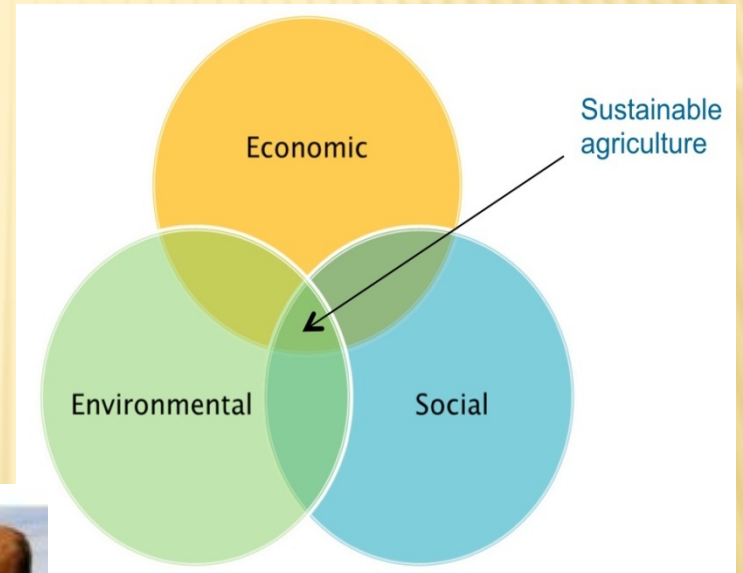 Economic
Sustainable
agriculture
Environmental
Social